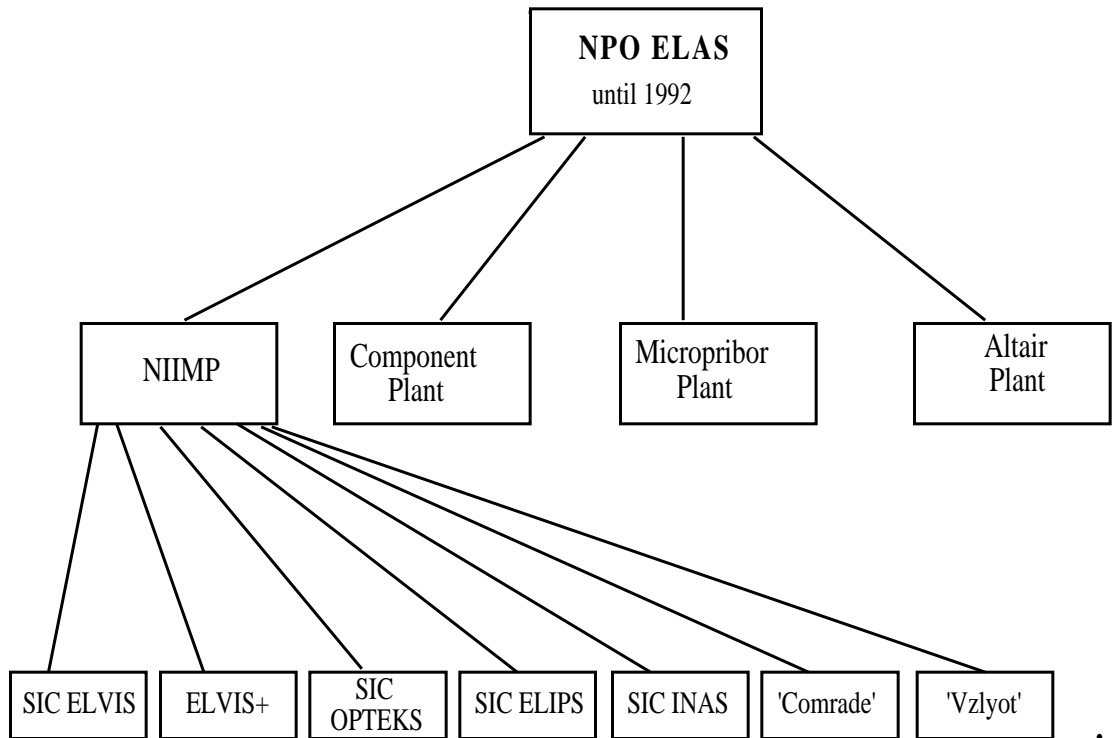 NPO ELAS
until 1992
NIIMP
Component
Plant
Micropribor
Plant
Altair
Plant
SIC ELVIS
ELVIS+
SIC
OPTEKS
SIC ELIPS
SIC INAS
'Comrade'
'Vzlyot'
.